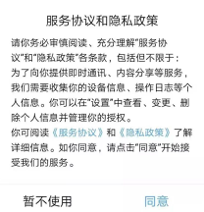 服务协议和隐私政策
请你务必审慎阅读、充分理解“服务协
议”和“隐私政策”各条款，包括但不限于：
为了向你提供即时通讯、内容分享等服务，
我们需要收集你的设备信息、操作日志等个
人信息。你可以在“设置”中查看、变更、删
除个人信息并管理你的授权。
你可阅读《服务协议》和《隐私政策》了解
详细信息。如你同意，请点击“同意”开始接
受我们的服务。
暂不使用
同意